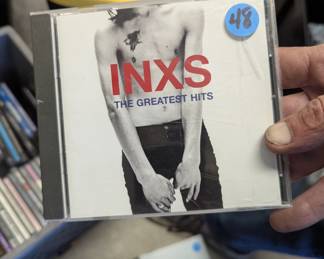 48
INXS
THE GREATEST HITS